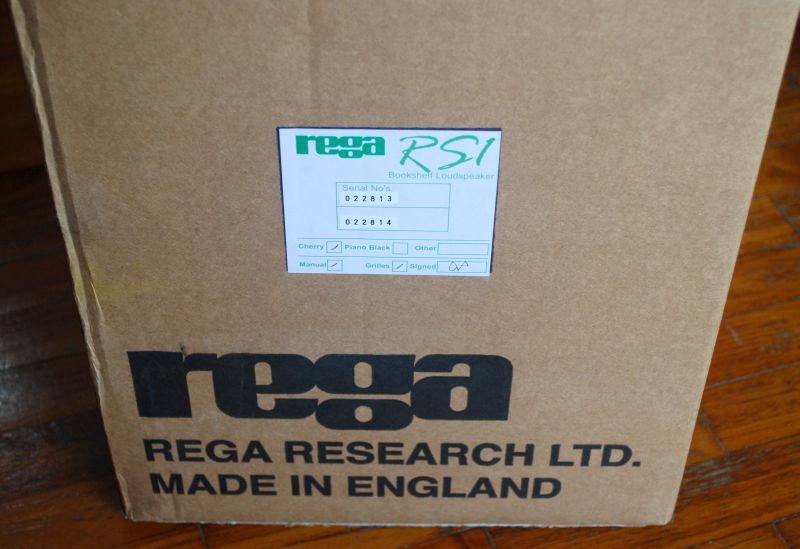 rega RS1
Bookshelf Loudspeaker
Serial No's.
022813
022814
Cherry Piano Black Other
Manual Grilles Signed
rega
REGA RESEARCH LTD.
MADE IN ENGLAND